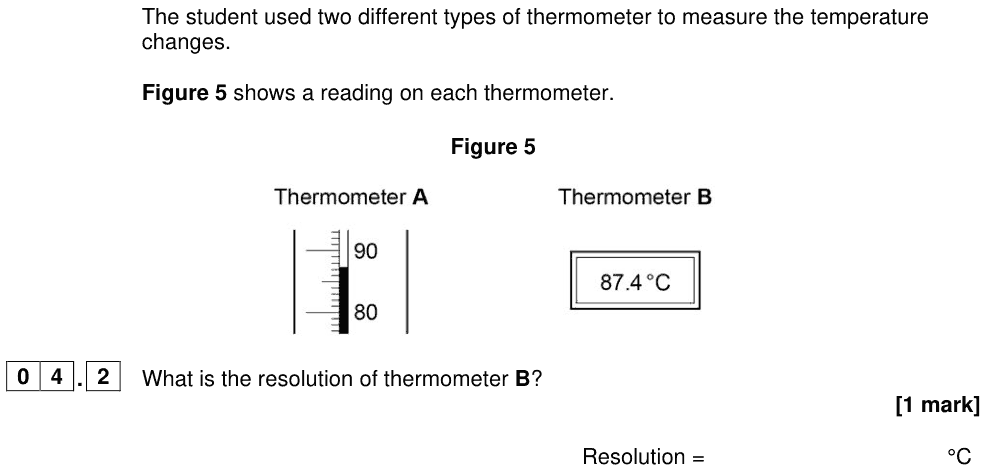 The student used two different types of thermometer to measure the temperature
changes.
Figure 5 shows a reading on each thermometer.
Figure 5
Thermometer A
Thermometer B
90
80
87.4 °C
0 4 . 2 What is the resolution of thermometer B?
[1 mark]
Resolution = °C